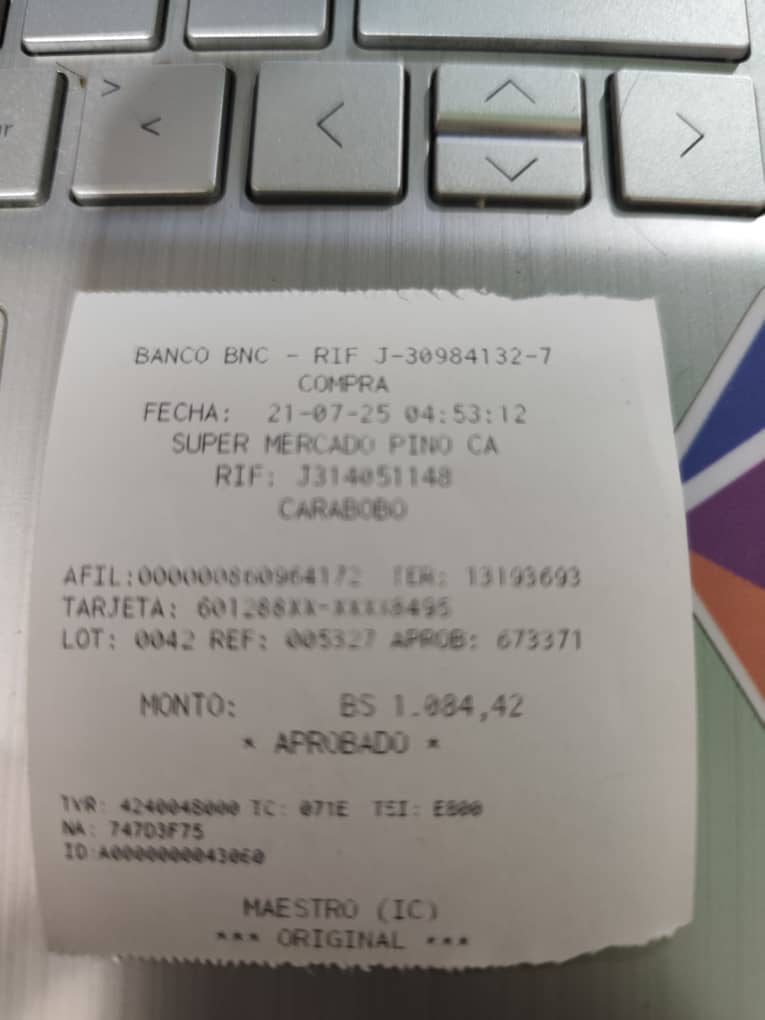 BANCO BNC - RIF J-30984132-7
COMPRA
FECHA: 21-07-25 04:53:12
SUPER MERCADO PINO CA
RIF: J314051148
CARABOBO
AFIL:000000860964172 TER: 13193693
TARJETA: 601288XX-XXXX8495
LOT: 0042 REF: 005327 APROB: 673371
MONTO: BS 1.084,42
* APROBADO *
TVR: 4240048000 TC: 071E TSI: E800
NA: 747D3F75
ID:A0000000043060
MAESTRO (IC)
*** ORIGINAL ***